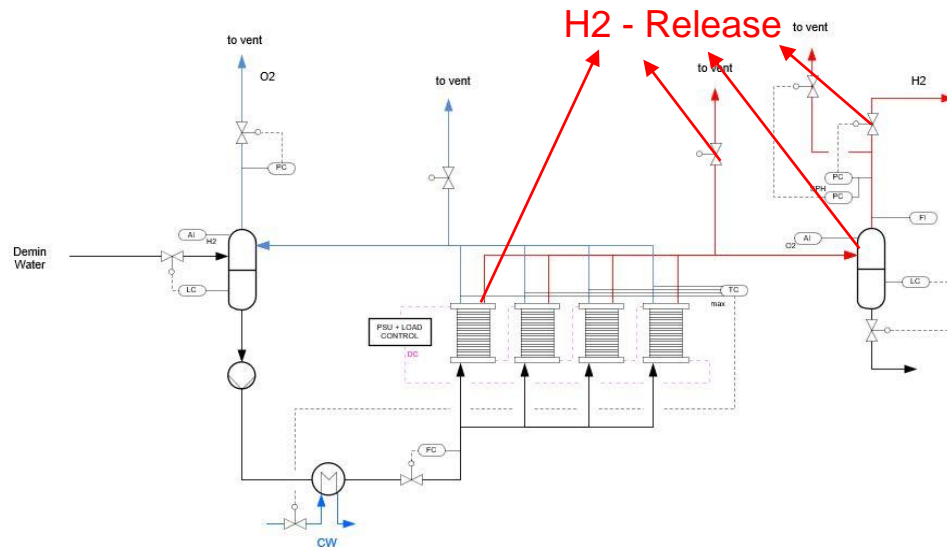 H2 - Release
to vent
O2
to vent
to vent
to vent
H2
PC
PC
PC
AI
H2
AI
O2
FI
Demin
Water
LC
LC
TC
max
PSU + LOAD
CONTROL
DC
FC
CW